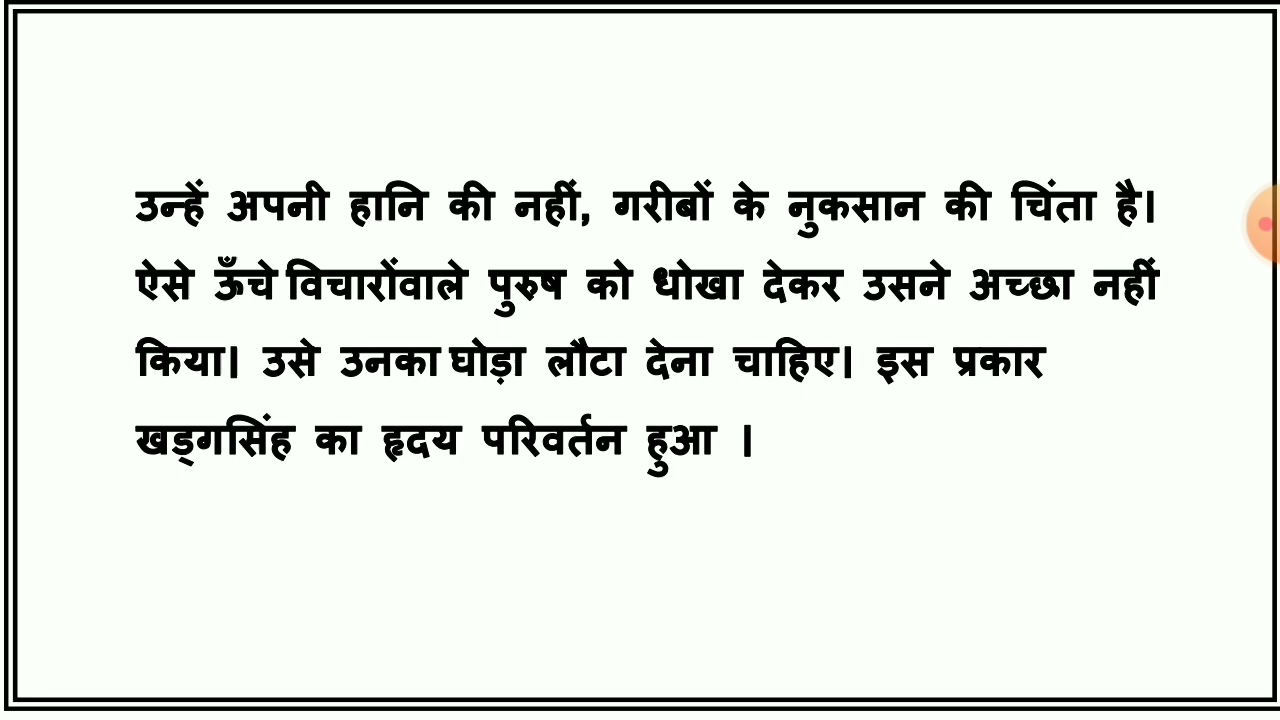 उन्हें अपनी हानि की नहीं, गरीबों के नुकसान की चिंता है।
ऐसे ऊँचे विचारोंवाले पुरुष को धोखा देकर उसने अच्छा नहीं
किया। उसे उनका घोड़ा लौटा देना चाहिए। इस प्रकार
खड्गसिंह का हृदय परिवर्तन हुआ ।